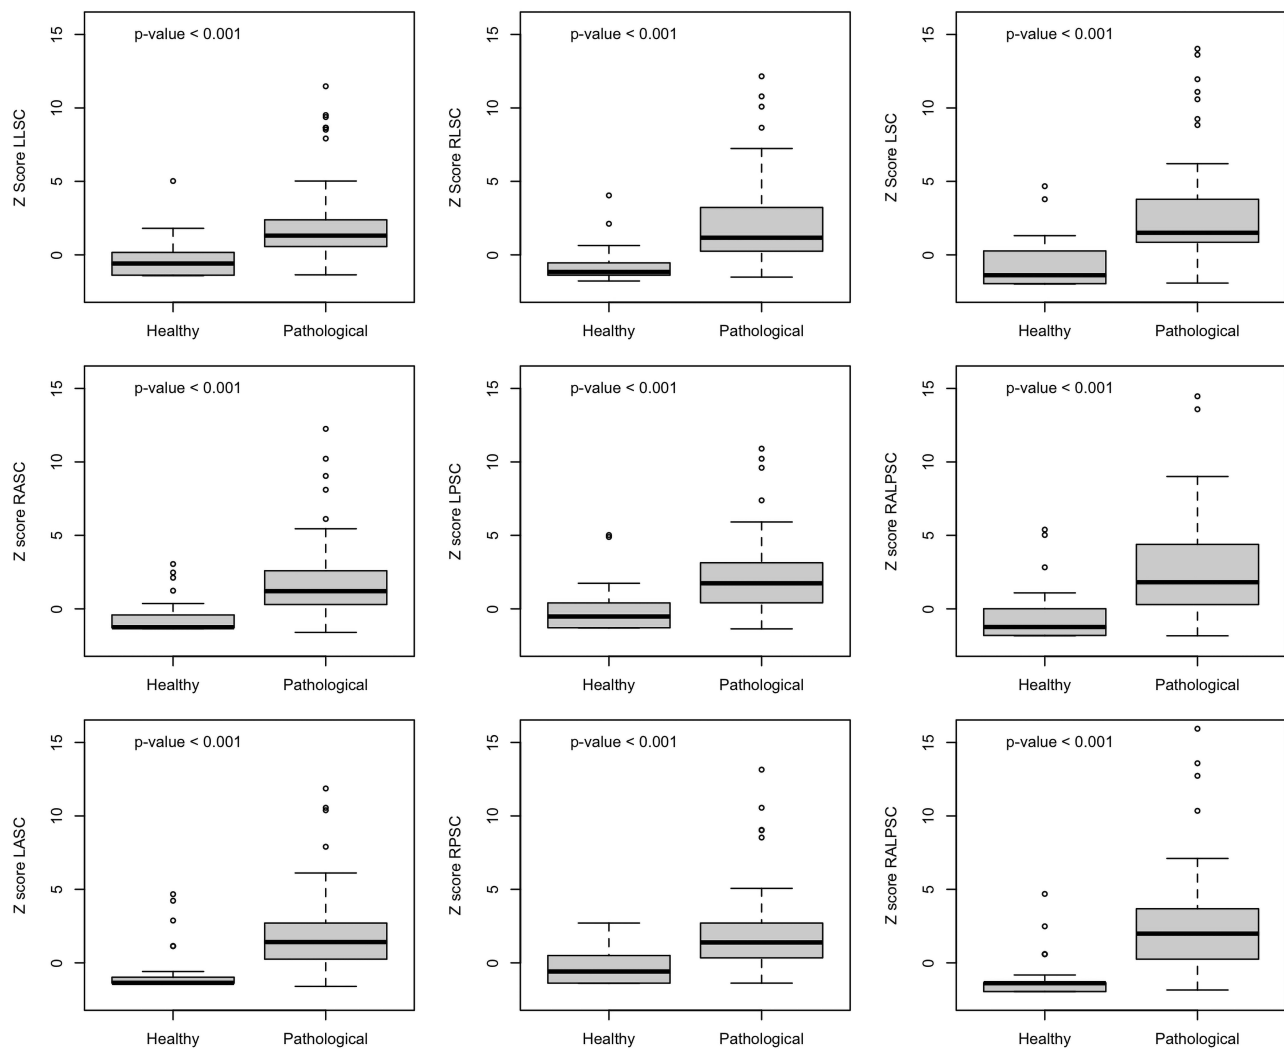 p-value < 0.001
15
10
5
0
Z Score LLSC
Healthy
Pathological
p-value < 0.001
15
10
5
0
Z Score RLSC
Healthy
Pathological
p-value < 0.001
15
10
5
0
Z Score LSC
Healthy
Pathological
p-value < 0.001
15
10
5
0
Z score RASC
Healthy
Pathological
p-value < 0.001
15
10
5
0
Z score LPSC
Healthy
Pathological
p-value < 0.001
15
10
5
0
Z score RALPSC
Healthy
Pathological
p-value < 0.001
15
10
5
0
Z score LASC
Healthy
Pathological
p-value < 0.001
15
10
5
0
Z score RPSC
Healthy
Pathological
p-value < 0.001
15
10
5
0
Z score RALPSC
Healthy
Pathological